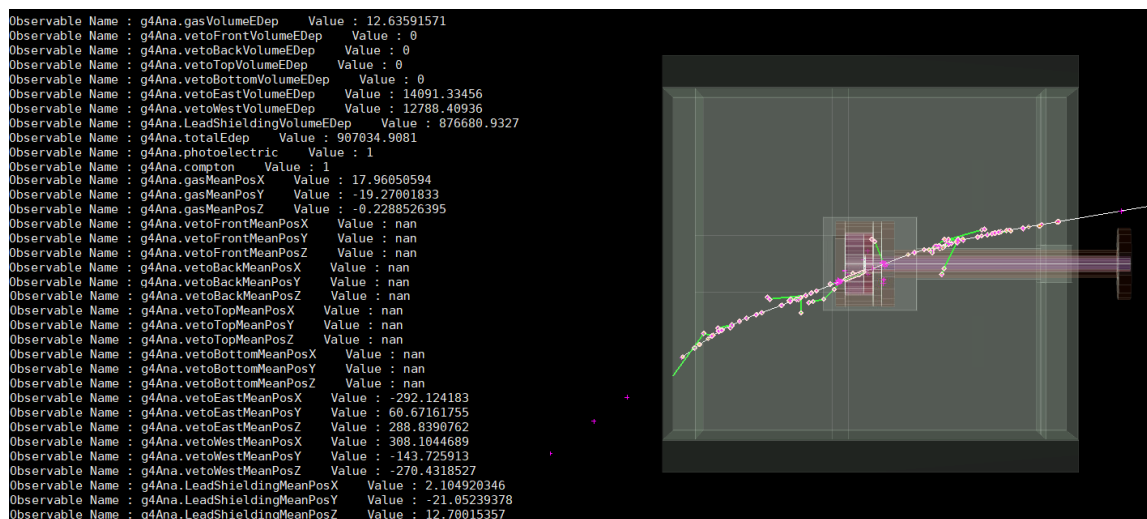 Observable Name : g4Ana.gasVolumeEDep    Value : 12.63591571
Observable Name : g4Ana.vetoFrontVolumeEDep    Value : 0
Observable Name : g4Ana.vetoBackVolumeEDep    Value : 0
Observable Name : g4Ana.vetoTopVolumeEDep    Value : 0
Observable Name : g4Ana.vetoBottomVolumeEDep    Value : 0
Observable Name : g4Ana.vetoEastVolumeEDep    Value : 14091.33456
Observable Name : g4Ana.vetoWestVolumeEDep    Value : 12788.40936
Observable Name : g4Ana.LeadShieldingVolumeEDep    Value : 876680.9327
Observable Name : g4Ana.totalEdep    Value : 907034.9081
Observable Name : g4Ana.photoelectric    Value : 1
Observable Name : g4Ana.compton    Value : 1
Observable Name : g4Ana.gasMeanPosX    Value : 17.96050594
Observable Name : g4Ana.gasMeanPosY    Value : -19.27001833
Observable Name : g4Ana.gasMeanPosZ    Value : -0.2288526395
Observable Name : g4Ana.vetoFrontMeanPosX    Value : nan
Observable Name : g4Ana.vetoFrontMeanPosY    Value : nan
Observable Name : g4Ana.vetoFrontMeanPosZ    Value : nan
Observable Name : g4Ana.vetoBackMeanPosX    Value : nan
Observable Name : g4Ana.vetoBackMeanPosY    Value : nan
Observable Name : g4Ana.vetoBackMeanPosZ    Value : nan
Observable Name : g4Ana.vetoTopMeanPosX    Value : nan
Observable Name : g4Ana.vetoTopMeanPosY    Value : nan
Observable Name : g4Ana.vetoTopMeanPosZ    Value : nan
Observable Name : g4Ana.vetoBottomMeanPosX    Value : nan
Observable Name : g4Ana.vetoBottomMeanPosY    Value : nan
Observable Name : g4Ana.vetoBottomMeanPosZ    Value : nan
Observable Name : g4Ana.vetoEastMeanPosX    Value : -292.124183
Observable Name : g4Ana.vetoEastMeanPosY    Value : 60.67161755
Observable Name : g4Ana.vetoEastMeanPosZ    Value : 288.8390762
Observable Name : g4Ana.vetoWestMeanPosX    Value : 308.1044689
Observable Name : g4Ana.vetoWestMeanPosY    Value : -143.725913
Observable Name : g4Ana.vetoWestMeanPosZ    Value : -270.4318527
Observable Name : g4Ana.LeadShieldingMeanPosX    Value : 2.104920346
Observable Name : g4Ana.LeadShieldingMeanPosY    Value : -21.05239378
Observable Name : g4Ana.LeadShieldingMeanPosZ    Value : 12.70015357